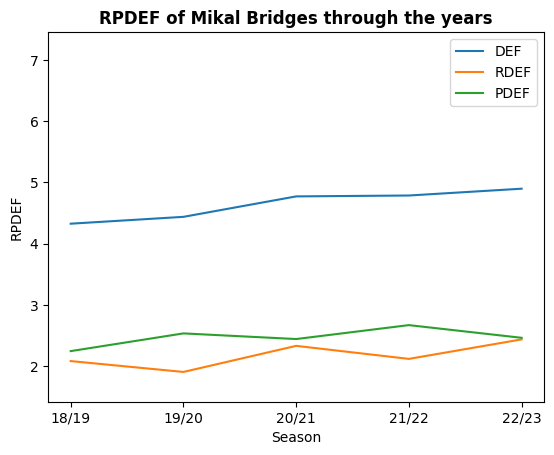 RPDEF of Mikal Bridges through the years
DEF
RDEF
PDEF
7
6
5
4
3
2
RPDEF
18/19 19/20 20/21 21/22 22/23
Season